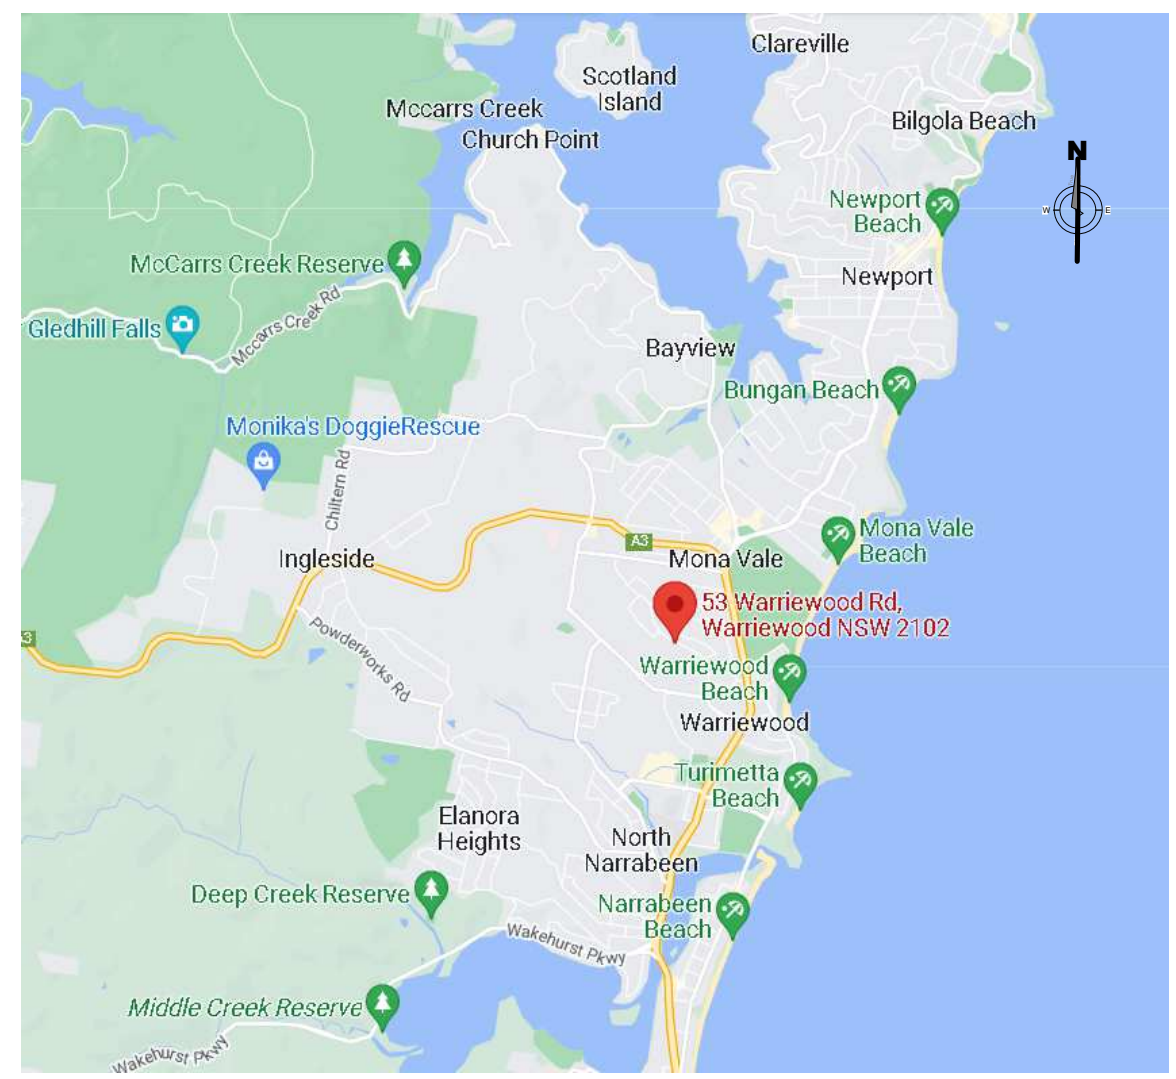 Clareville
Scotland
Island
Mccarrs Creek
Church Point
Bilgola Beach
N
W
E
Newport
Beach
McCarrs Creek Reserve
Newport
Mccarrs Creek Rd
Gledhill Falls
Bayview
Bungan Beach
Monika's DoggieRescue
Chiltern Rd
Mona Vale
Beach
A3
Ingleside
Mona Vale
53 Warriewood Rd,
Warriewood NSW 2102
Powderworks Rd
Warriewood
Beach
Warriewood
Turimetta
Beach
Elanora
Heights
North
Narrabeen
Deep Creek Reserve
Narrabeen
Beach
Wakehurst Pkwy
Middle Creek Reserve
Wakehurst Pkwy